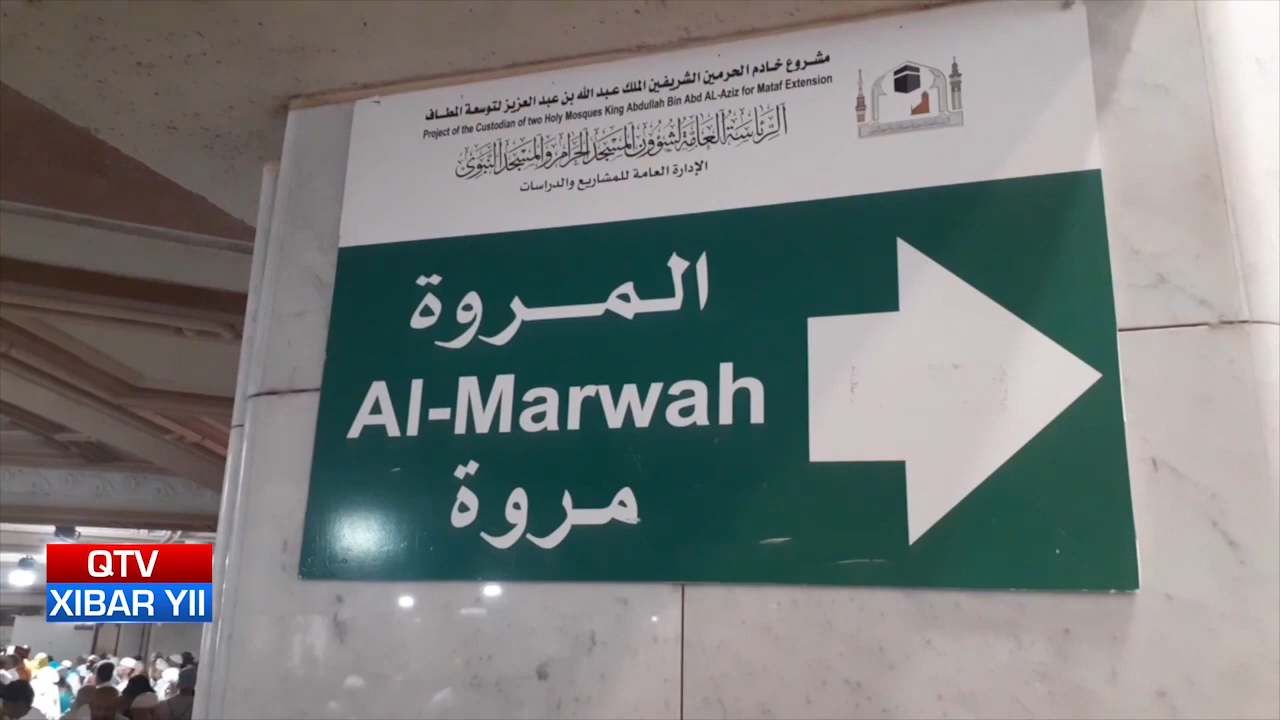 مشروع خادم الحرمين الشريفين الملك عبد الله بن عبد العزيز لتوسعة المطاف
Project of the Custodian of two Holy Mosques King Abdullah Bin Abd AL-Aziz for Mataf Extension
الرئاسة العامة لشؤون المسجد الحرام والمسجد النبوي
الإدارة العامة للمشاريع والدراسات
المروة
Al-Marwah
مروة
QTV
XIBAR YII